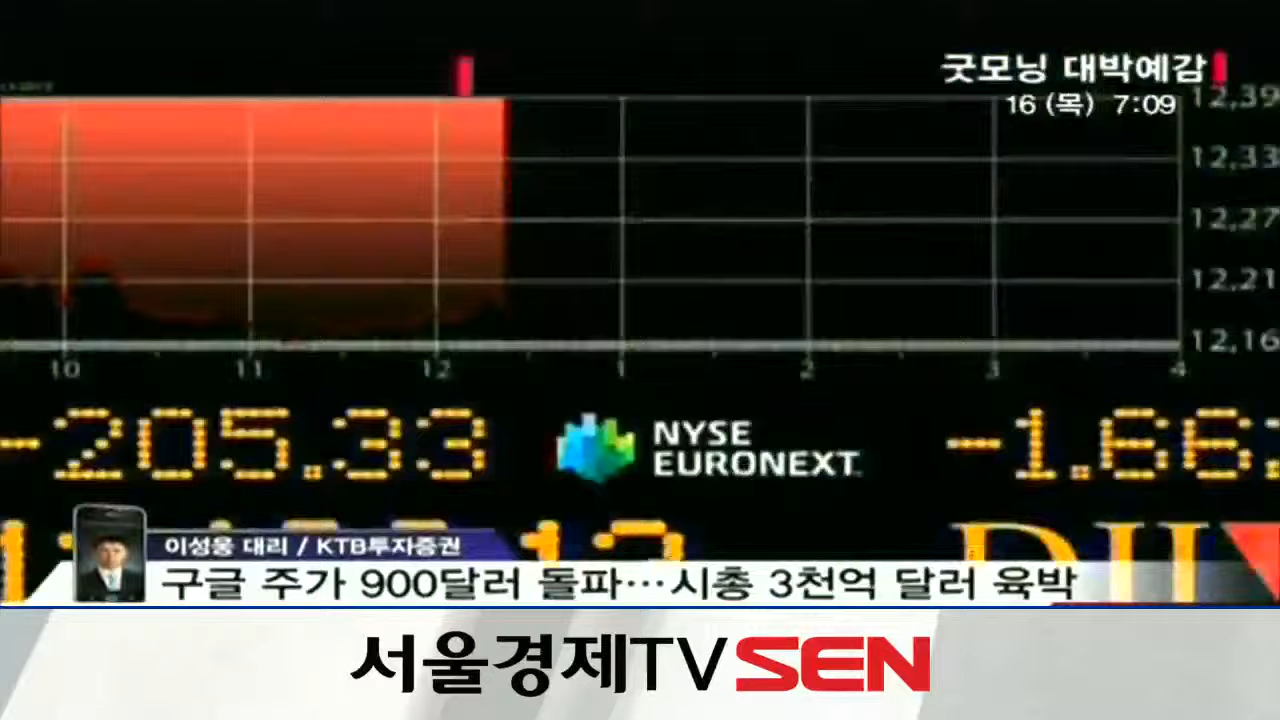 굿모닝 대박예감
16 (목) 7:09
12,39
12,33
12,27
12,21
12,16
10 11 12 1 2 3 4
-205.33
NYSE
EURONEXT
-1.66
이성웅 대리 / KTB투자증권
구글 주가 900달러 돌파…시총 3천억 달러 육박
서울경제TV SEN